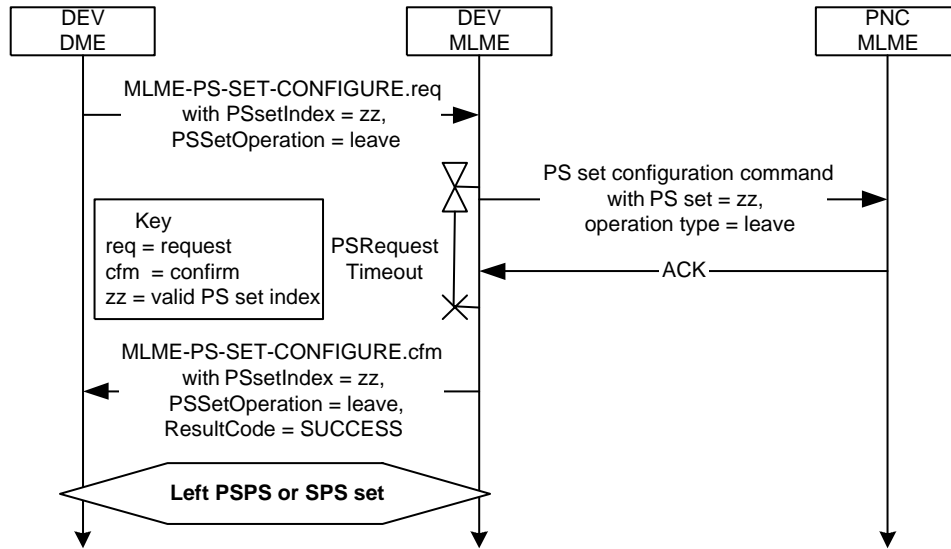 DEV
DME
DEV
MLME
PNC
MLME
MLME-PS-SET-CONFIGURE.req
with PSsetIndex = zz,
PSSetOperation = leave
PS set configuration command
with PS set = zz,
operation type = leave
Key
req = request
cfm = confirm
zz = valid PS set index
PSRequest
Timeout
ACK
MLME-PS-SET-CONFIGURE.cfm
with PSsetIndex = zz,
PSSetOperation = leave,
ResultCode = SUCCESS
Left PSPS or SPS set